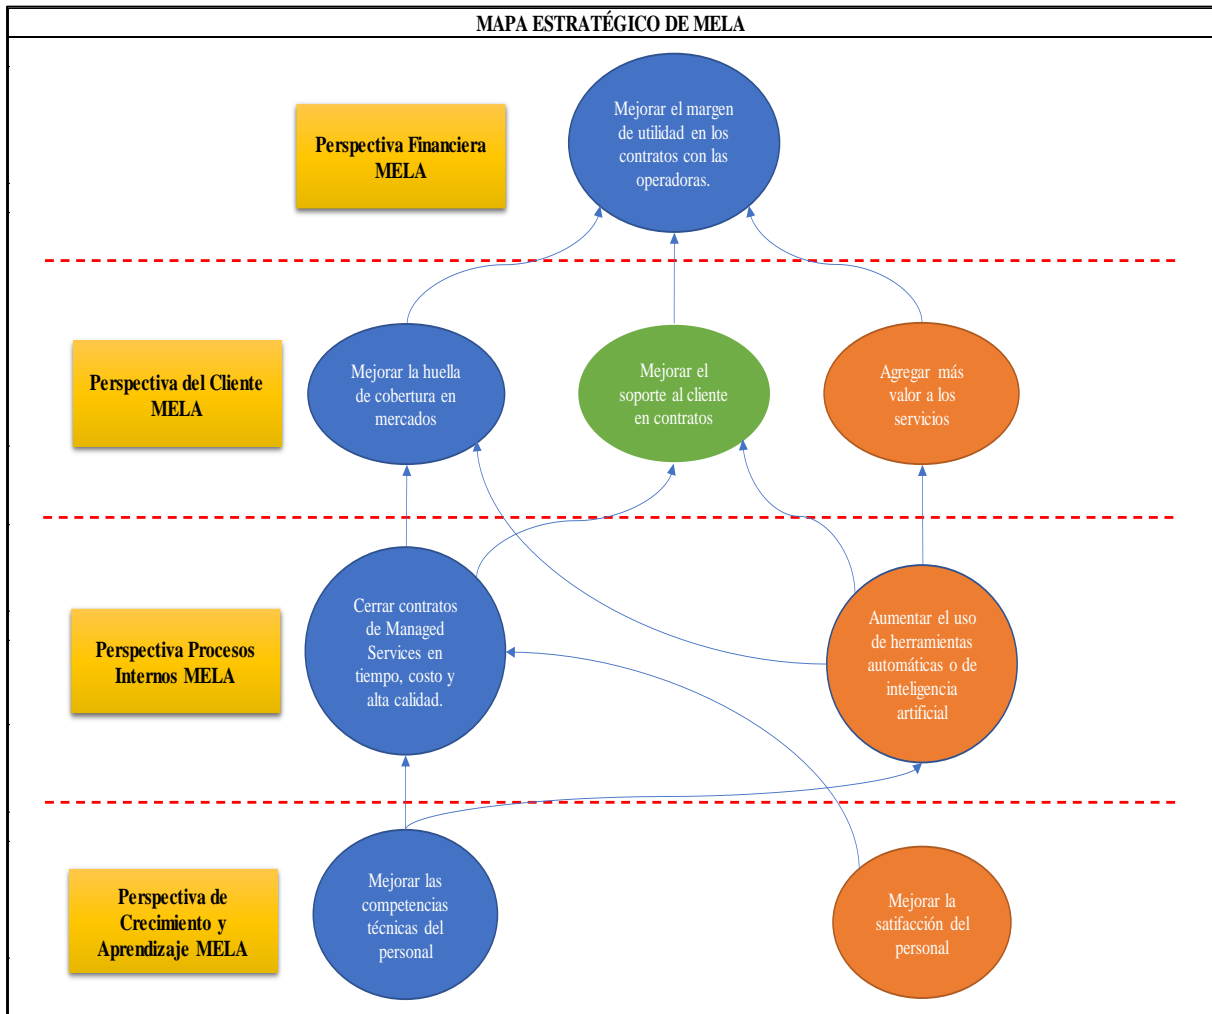 MAPA ESTRATÉGICO DE MELA
Perspectiva Financiera
MELA
Mejorar el margen
de utilidad en los
contratos con las
operadoras.
Perspectiva del Cliente
MELA
Mejorar la huella
de cobertura en
mercados
Mejorar el
soporte al cliente
en contratos
Agregar más
valor a los
servicios
Perspectiva Procesos
Internos MELA
Cerrar contratos
de Managed
Services en
tiempo, costo y
alta calidad.
Aumentar el uso
de herramientas
automáticas o de
inteligencia
artificial
Perspectiva de
Crecimiento y
Aprendizaje MELA
Mejorar las
competencias
técnicas del
personal
Mejorar la
satifacción del
personal